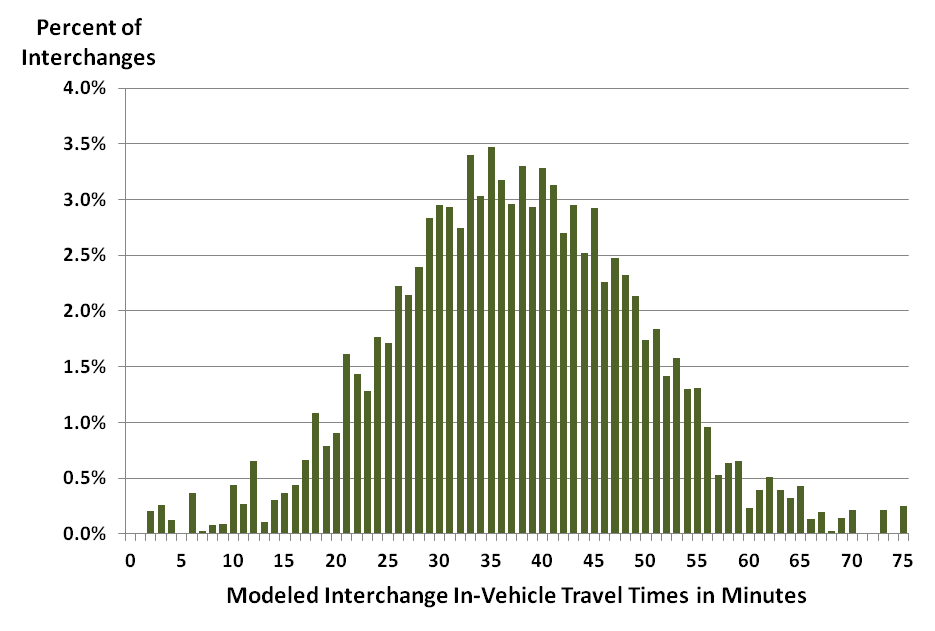 Percent of
Interchanges
4.0%
3.5%
3.0%
2.5%
2.0%
1.5%
1.0%
0.5%
0.0%
0 5 10 15 20 25 30 35 40 45 50 55 60 65 70 75
Modeled Interchange In-Vehicle Travel Times in Minutes